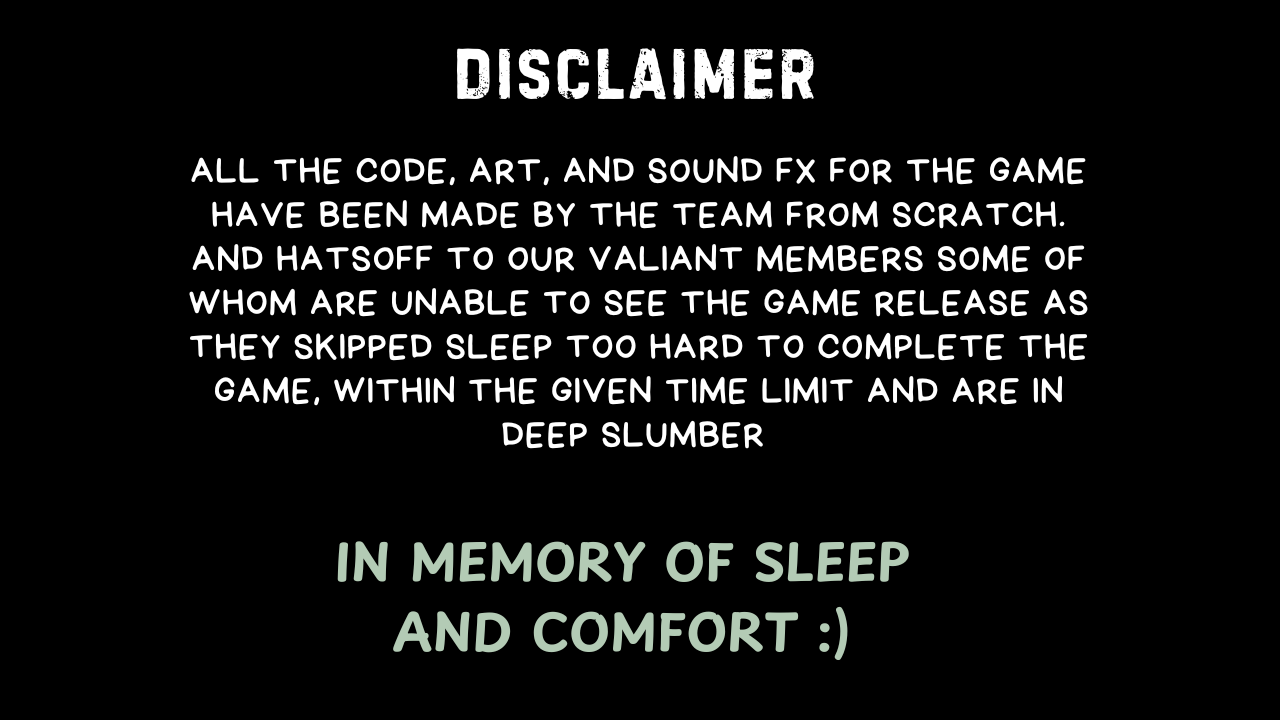 DISCLAIMER
ALL THE CODE, ART, AND SOUND FX FOR THE GAME
HAVE BEEN MADE BY THE TEAM FROM SCRATCH.
AND HATSOFF TO OUR VALIANT MEMBERS SOME OF
WHOM ARE UNABLE TO SEE THE GAME RELEASE AS
THEY SKIPPED SLEEP TOO HARD TO COMPLETE THE
GAME, WITHIN THE GIVEN TIME LIMIT AND ARE IN
DEEP SLUMBER
IN MEMORY OF SLEEP
AND COMFORT :)